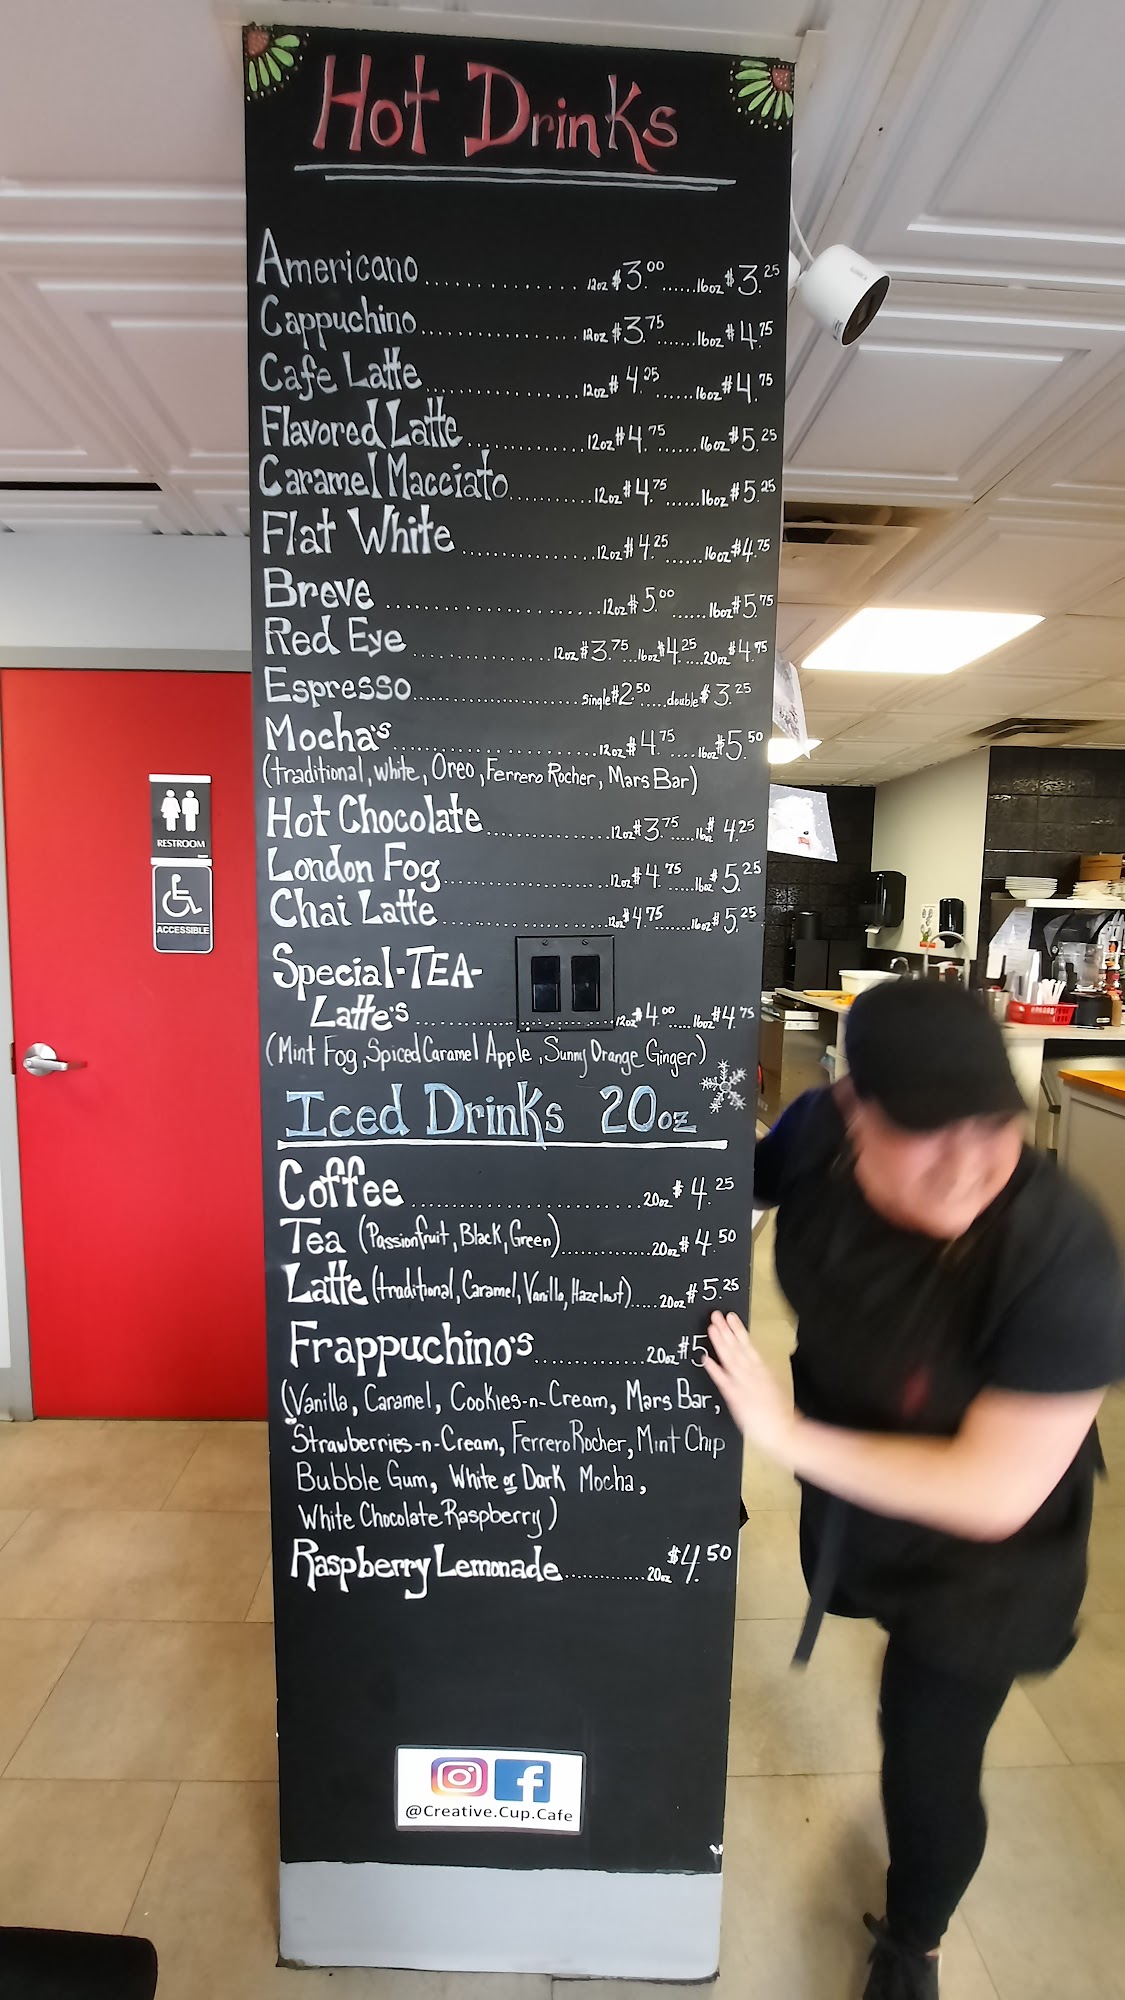 Hot Drinks
Americano ................ 12oz $3.00 ...... 16oz $3.25
Cappuchino ................ 12oz $3.75 ....... 16oz $4.75
Cafe Latte ................ 12oz $4.25 ...... 16oz $4.75
Flavored Latte ............ 12oz $4.75 ...... 16oz $5.25
Caramel Macciato .......... 12oz $4.75 ...... 16oz $5.25
Flat White ................ 12oz $4.25 ...... 16oz $4.75
Breve ..................... 12oz $5.00 ...... 16oz $5.75
Red Eye ............. 12oz $3.75 ... 16oz $4.25 .... 20oz $4.75
Espresso .................. single $2.50 ..... double $3.25
Mocha's ................... 12oz $4.75 ..... 16oz $5.50
(traditional, white, Oreo, Ferrero Rocher, Mars Bar)
Hot Chocolate ............. 12oz $3.75 ..... 16oz $4.25
London Fog ................ 12oz $4.75 ..... 16oz $5.25
Chai Latte ................ 12oz $4.75 ..... 16oz $5.25
Special-TEA-
Latte's ................... 12oz $4.00 ..... 16oz $4.75
(Mint Fog, Spiced Caramel Apple, Sunny Orange Ginger)
Iced Drinks 20oz
Coffee ........................ 20oz $4.25
Tea (Passionfruit, Black, Green) ............ 20oz $4.50
Latte (traditional, Caramel, Vanilla, Hazelnut) ..... 20oz $5.25
Frappuchino's ............. 20oz $5
(Vanilla, Caramel, Cookies-n-Cream, Mars Bar,
Strawberries-n-Cream, Ferrero Rocher, Mint Chip
Bubble Gum, White or Dark Mocha,
White Chocolate Raspberry)
Raspberry Lemonade ............ 20oz $4.50
@Creative.Cup.Cafe
RESTROOM
ACCESSIBLE